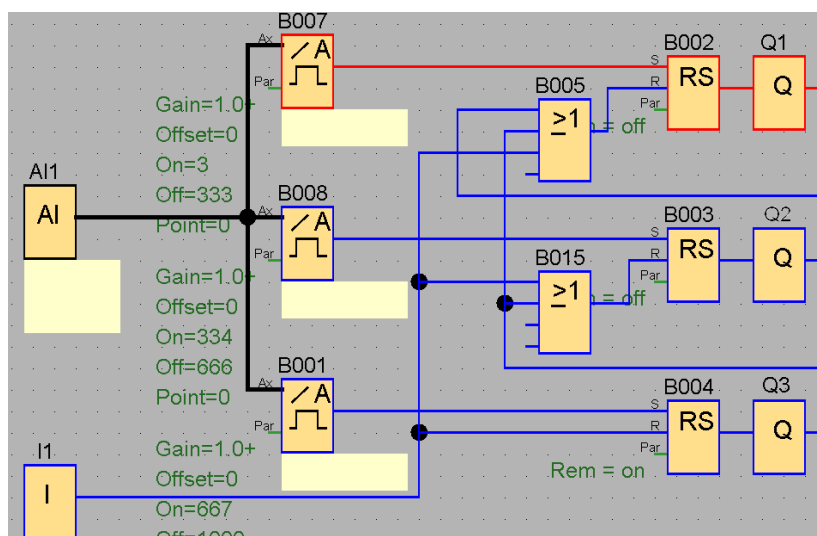 B007
Ax
A
Par
Gain=1.0+
Offset=0
On=3
Off=333
Point=0
B002
S
R
Par
RS
Q1
Q
B005
≥1
= off
AI1
AI
B008
Ax
A
Par
Gain=1.0+
Offset=0
On=334
Off=666
Point=0
B003
S
R
Par
RS
Q2
Q
B015
≥1
= off
B001
Ax
A
Par
Gain=1.0+
Offset=0
On=667
B004
S
R
Par
RS
Rem = on
Q3
Q
I1
I